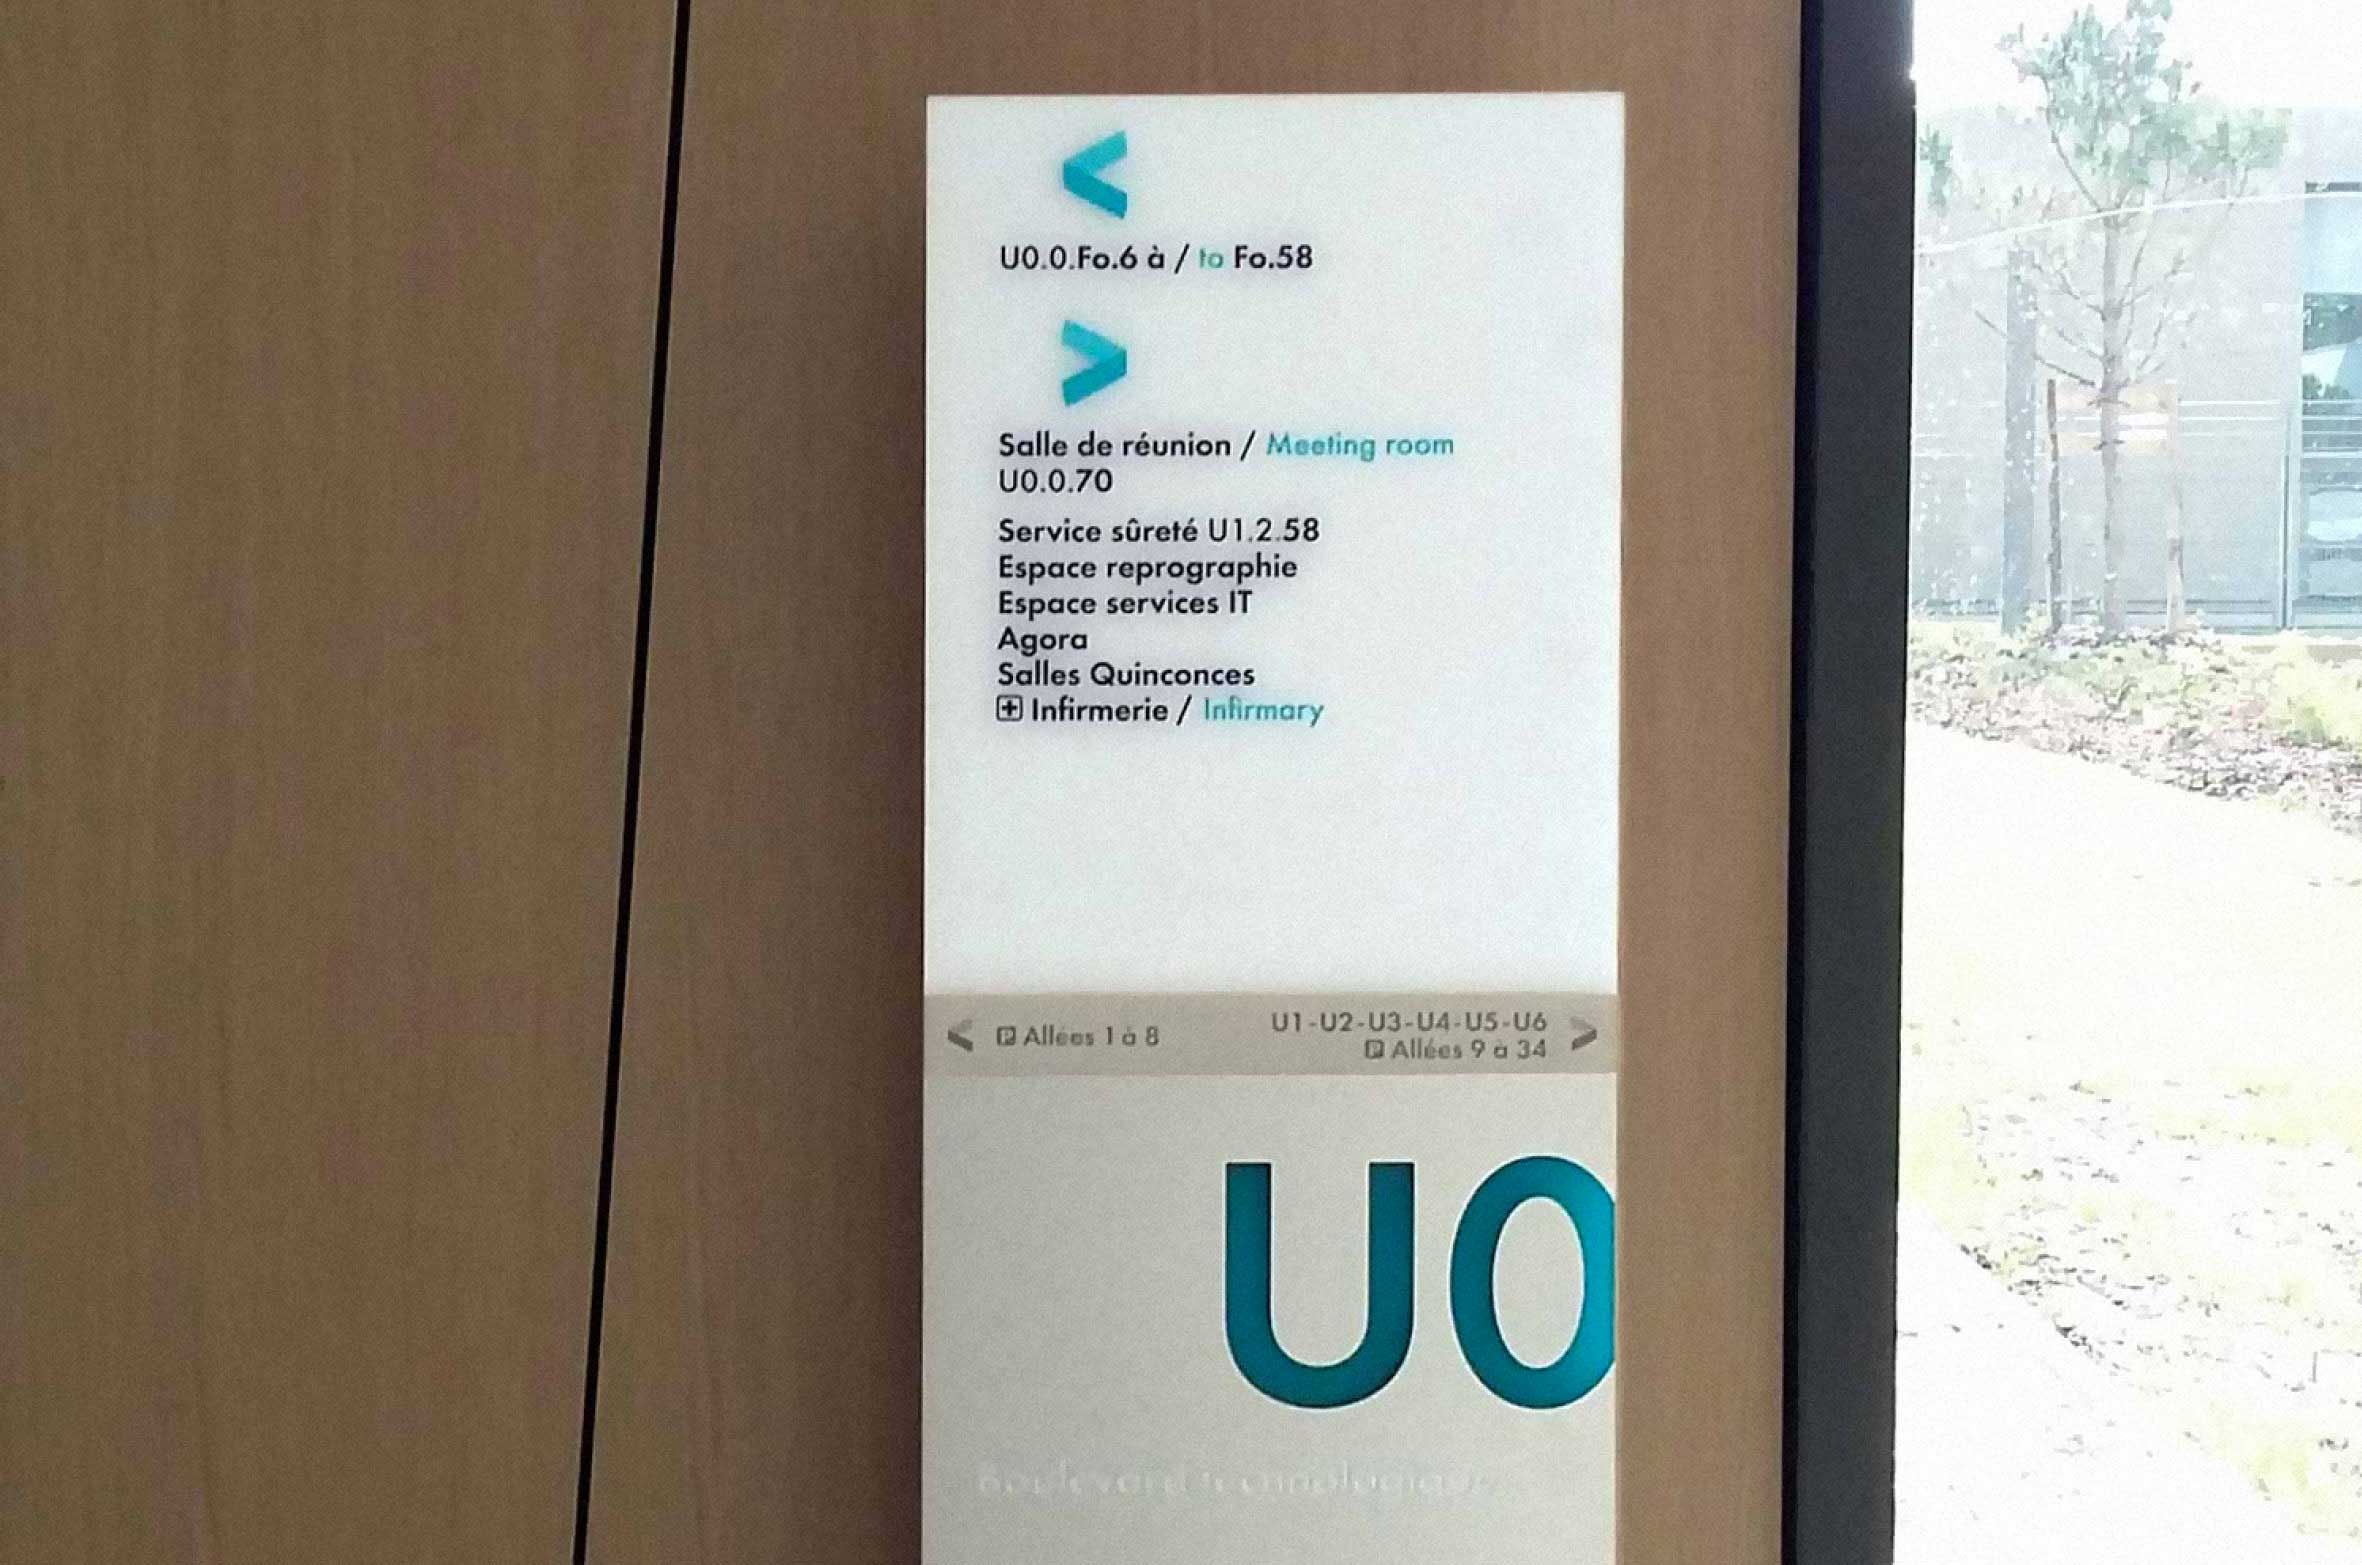 U0.0.Fo.6 à / to Fo.58
Salle de réunion / Meeting room
U0.0.70
Service sûreté U1.2.58
Espace reprographie
Espace services IT
Agora
Salles Quinconces
Infirmerie / Infirmary
P Allées 1 à 8
U1-U2-U3-U4-U5-U6
P Allées 9 à 34
U0
Boulevard technologique